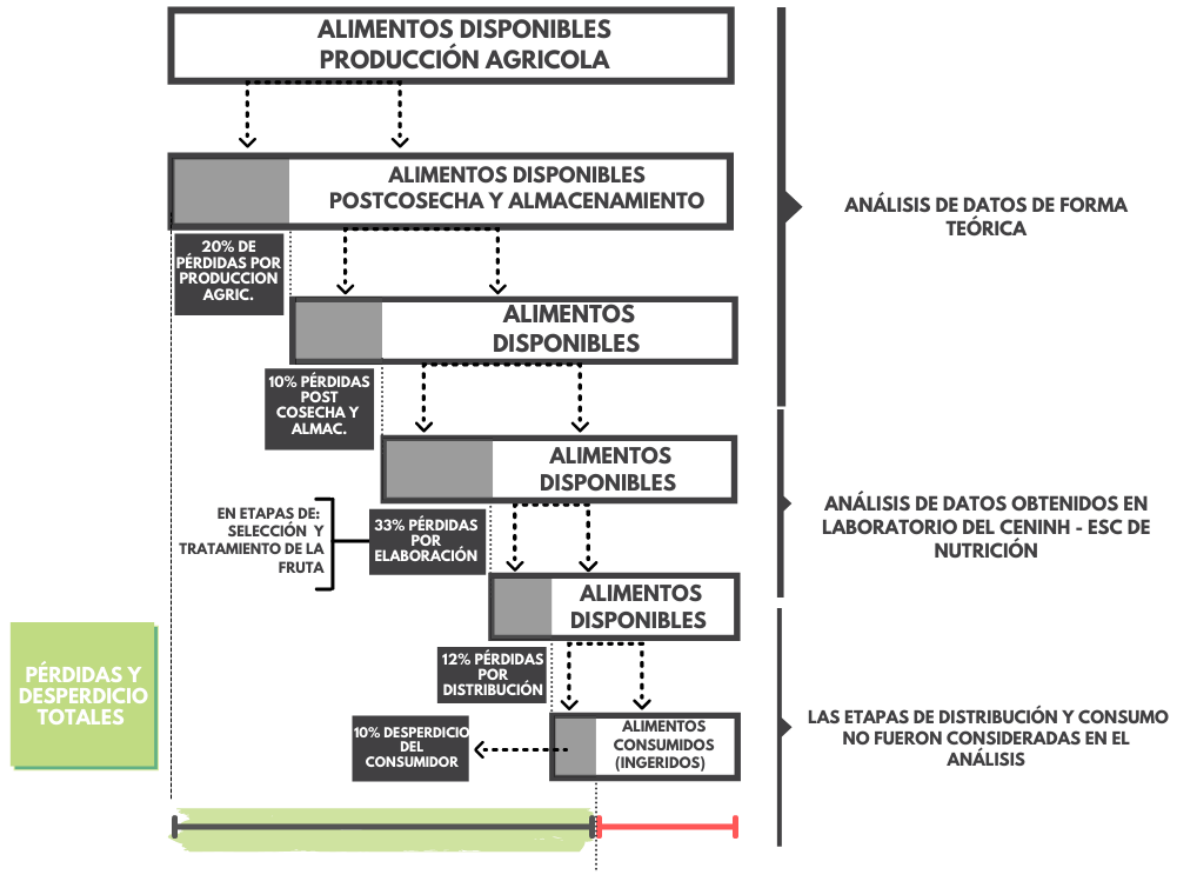 ALIMENTOS DISPONIBLES
PRODUCCIÓN AGRICOLA
ALIMENTOS DISPONIBLES
POSTCOSECHA Y ALMACENAMIENTO
20% DE
PÉRDIDAS POR
PRODUCCION
AGRIC.
ALIMENTOS
DISPONIBLES
10% PÉRDIDAS
POST
COSECHA Y
ALMAC.
ALIMENTOS
DISPONIBLES
EN ETAPAS DE:
SELECCIÓN Y
TRATAMIENTO DE LA
FRUTA
33% PÉRDIDAS
POR
ELABORACIÓN
ALIMENTOS
DISPONIBLES
12% PÉRDIDAS
POR
DISTRIBUCIÓN
ALIMENTOS
CONSUMIDOS
(INGERIDOS)
10% DESPERDICIO
DEL
CONSUMIDOR
PÉRDIDAS Y
DESPERDICIO
TOTALES
ANÁLISIS DE DATOS DE FORMA
TEÓRICA
ANÁLISIS DE DATOS OBTENIDOS EN
LABORATORIO DEL CENINH - ESC DE
NUTRICIÓN
LAS ETAPAS DE DISTRIBUCIÓN Y CONSUMO
NO FUERON CONSIDERADAS EN EL
ANÁLISIS